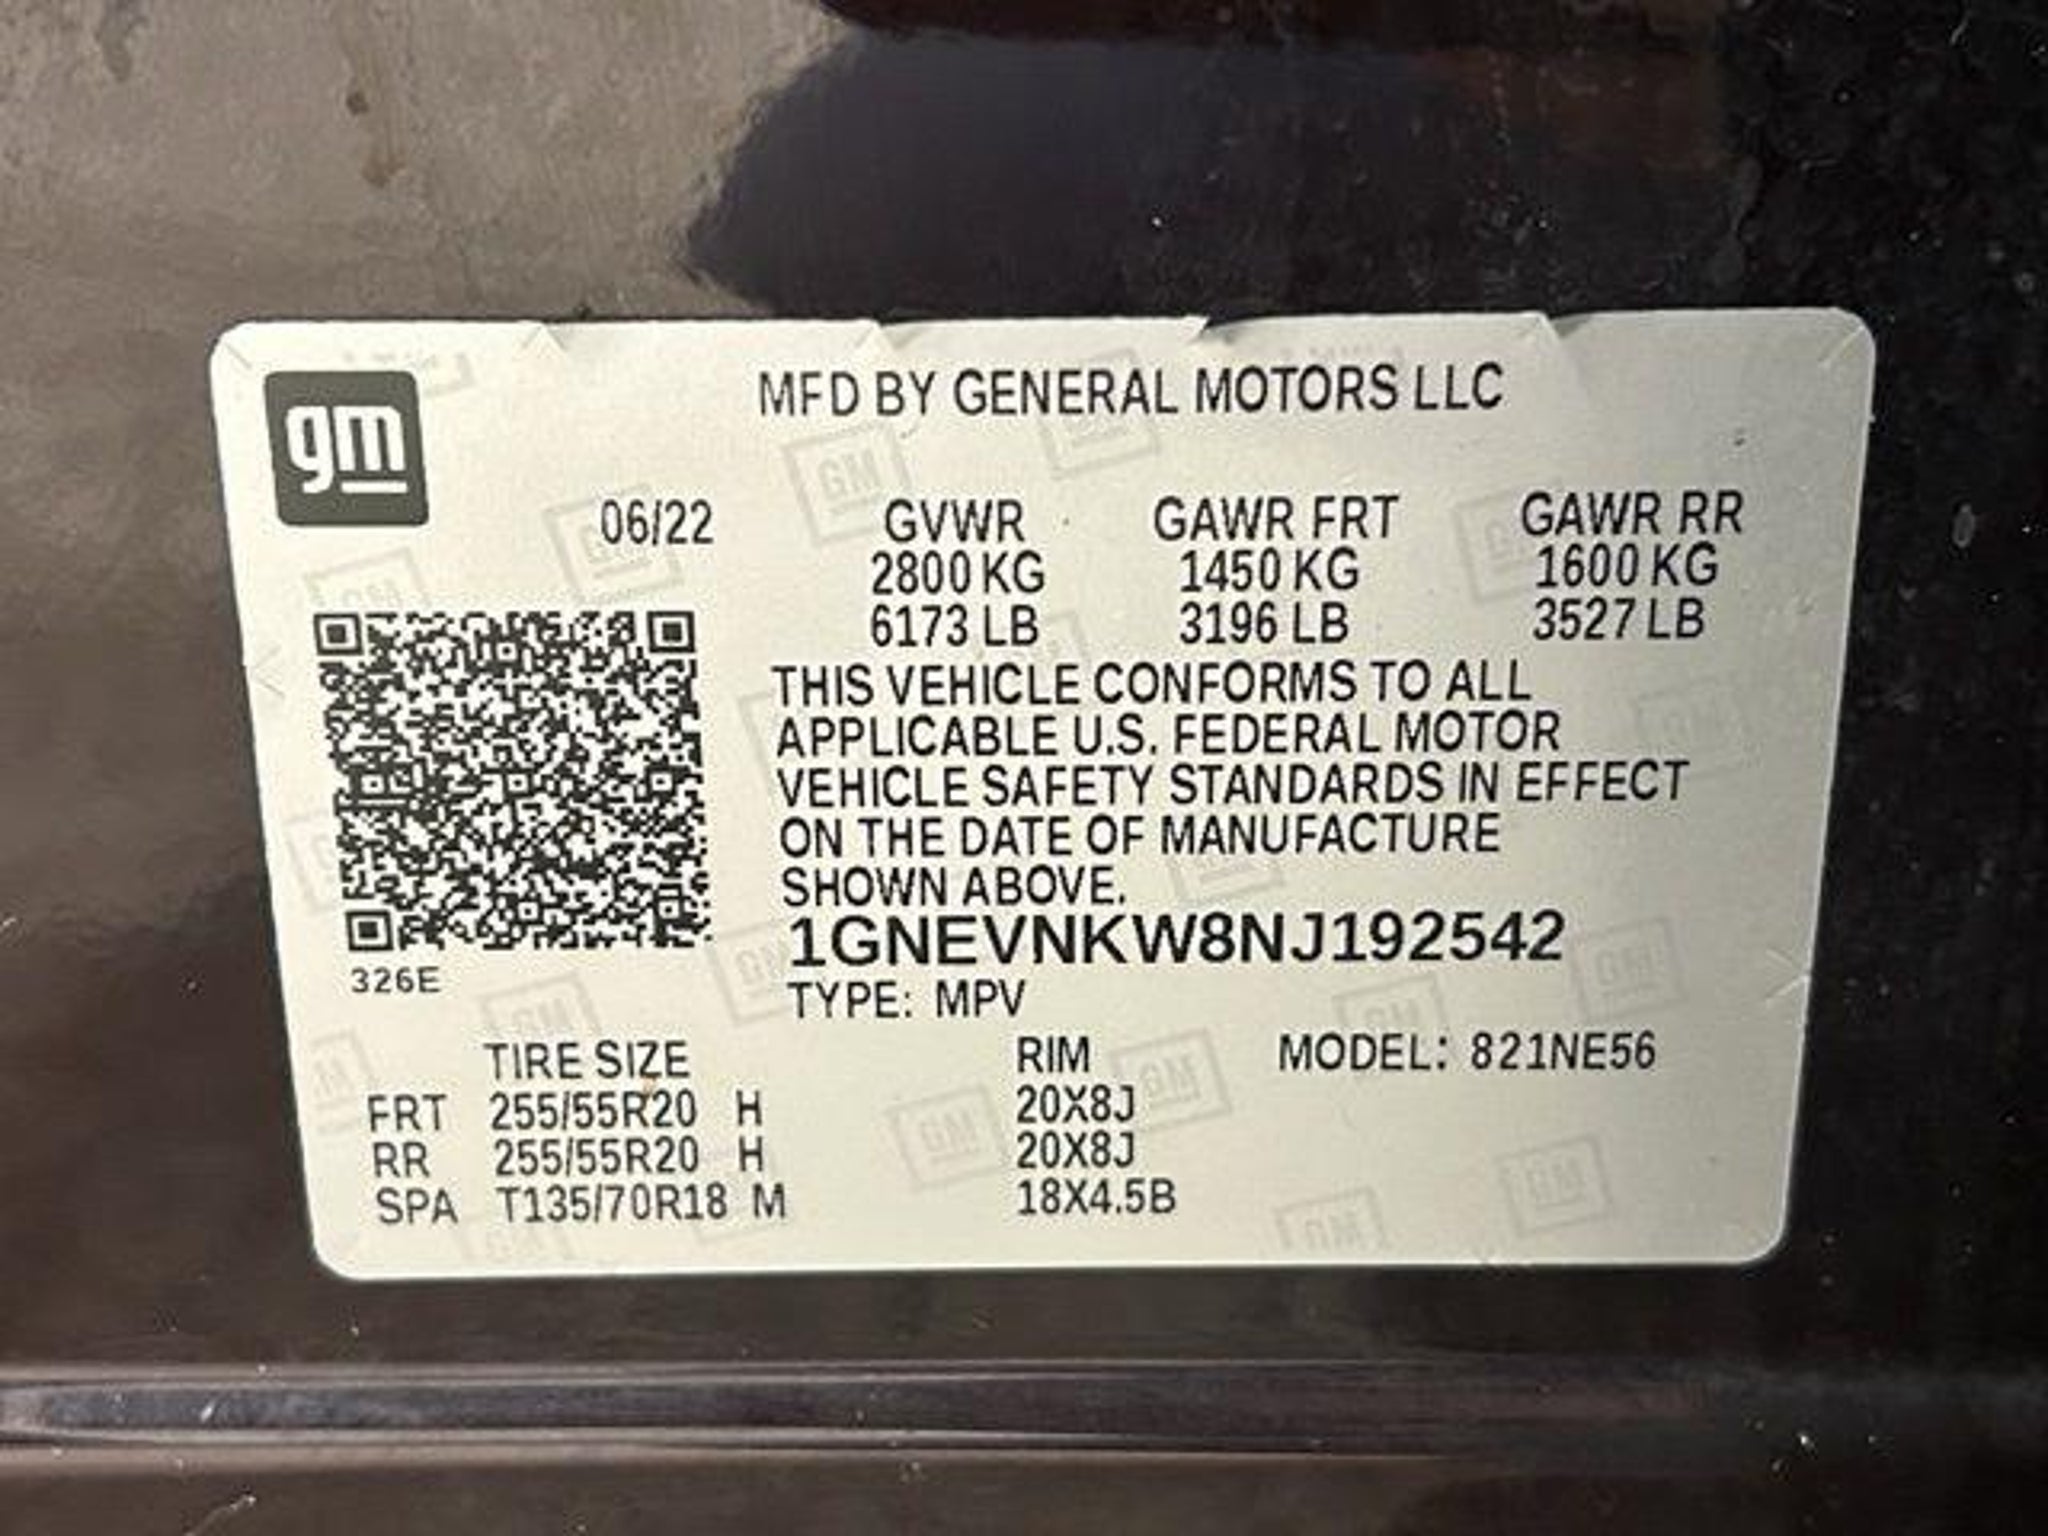 gm
MFD BY GENERAL MOTORS LLC
06/22 GVWR GAWR FRT GAWR RR
2800 KG 1450 KG 1600 KG
6173 LB 3196 LB 3527 LB
THIS VEHICLE CONFORMS TO ALL
APPLICABLE U.S. FEDERAL MOTOR
VEHICLE SAFETY STANDARDS IN EFFECT
ON THE DATE OF MANUFACTURE
SHOWN ABOVE.
1GNEVNKW8NJ192542
326E
TYPE: MPV
TIRE SIZE RIM MODEL: 821NE56
FRT 255/55R20 H 20X8J
RR 255/55R20 H 20X8J
SPA T135/70R18 M 18X4.5B